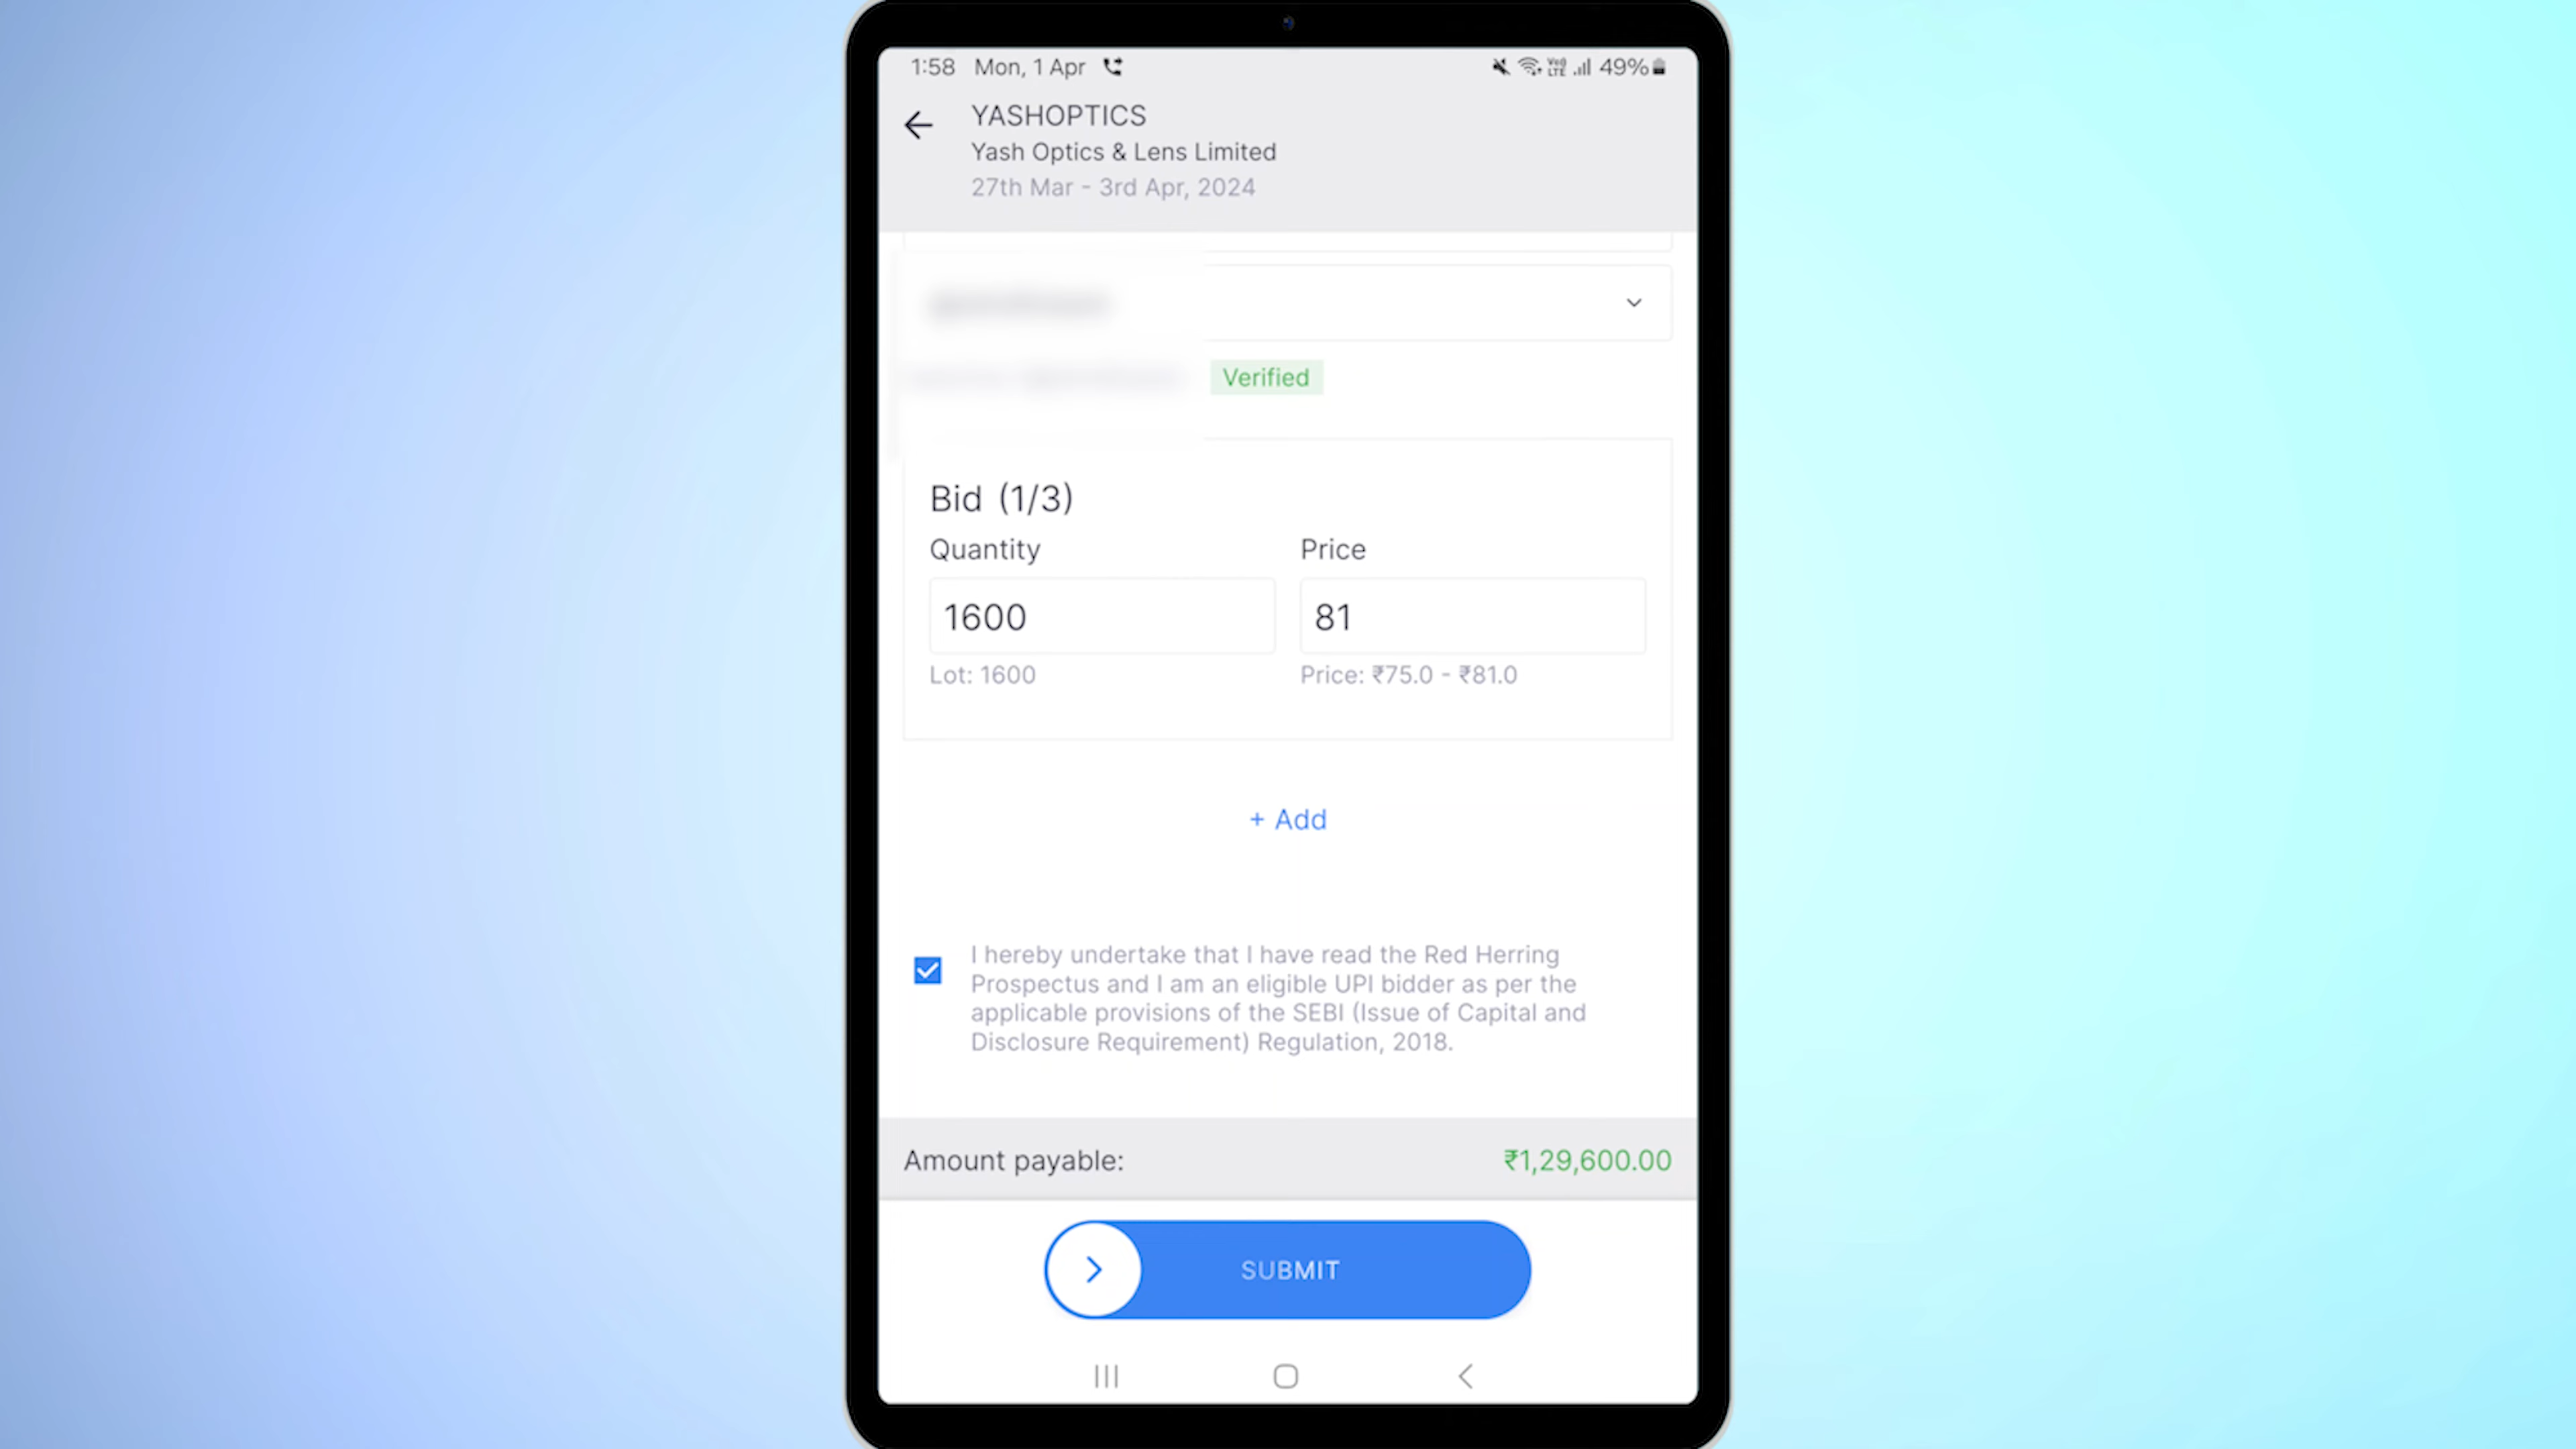 1:58 Mon, 1 Apr 49%
YASHOPTICS
Yash Optics & Lens Limited
27th Mar - 3rd Apr, 2024
Verified
Bid (1/3)
Quantity Price
1600 81
Lot: 1600 Price: ₹75.0 - ₹81.0
+ Add
I hereby undertake that I have read the Red Herring
Prospectus and I am an eligible UPI bidder as per the
applicable provisions of the SEBI (Issue of Capital and
Disclosure Requirement) Regulation, 2018.
Amount payable: ₹1,29,600.00
SUBMIT